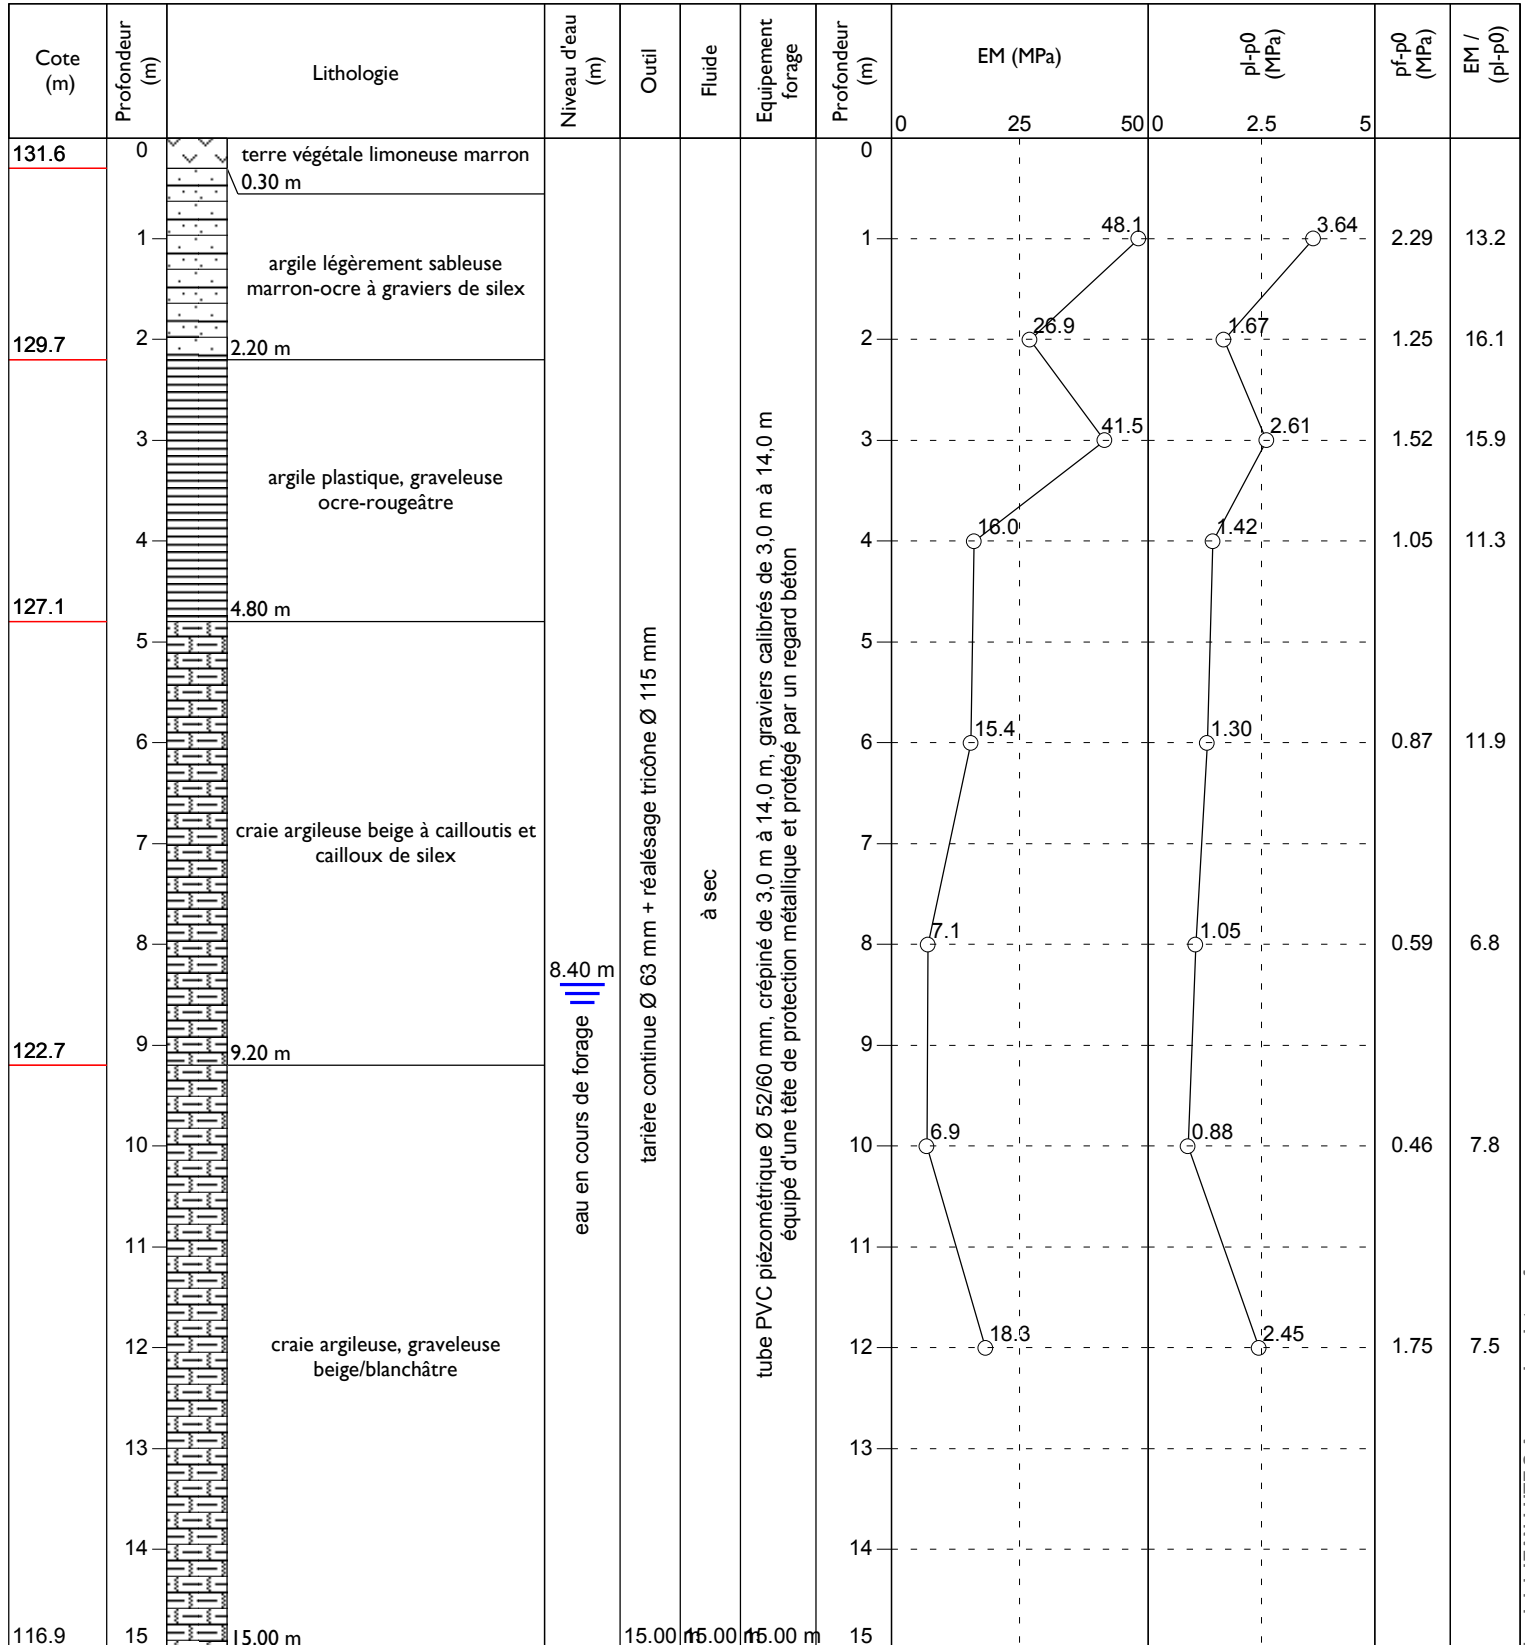 Cote
(m)
Profondeur
(m)
Lithologie
Niveau d'eau
(m)
Outil
Fluide
Equipement
forage
Profondeur
(m)
EM (MPa)
0 25 50
pl-p0
(MPa)
0 2.5 5
pf-p0
(MPa)
EM /
(pl-p0)
131.6
129.7
127.1
122.7
116.9
0
1
2
3
4
5
6
7
8
9
10
11
12
13
14
15
terre végétale limoneuse marron
0.30 m
argile légèrement sableuse
marron-ocre à graviers de silex
2.20 m
argile plastique, graveleuse
ocre-rougeâtre
4.80 m
craie argileuse beige à cailloutis et
cailloux de silex
9.20 m
craie argileuse, graveleuse
beige/blanchâtre
15.00 m
8.40 m
eau en cours de forage
tarière continue Ø 63 mm + réalésage tricône Ø 115 mm
15.00 m
à sec
15.00 m
tube PVC piézométrique Ø 52/60 mm, crépiné de 3,0 m à 14,0 m, graviers calibrés de 3,0 m à 14,0 m
équipé d'une tête de protection métallique et protégé par un regard béton
15.00 m
0
1
2
3
4
5
6
7
8
9
10
11
12
13
14
15
48.1
26.9
41.5
16.0
15.4
7.1
6.9
18.3
3.64
1.67
2.61
1.42
1.30
1.05
0.88
2.45
2.29
1.25
1.52
1.05
0.87
0.59
0.46
1.75
13.2
16.1
15.9
11.3
11.9
6.8
7.8
7.5